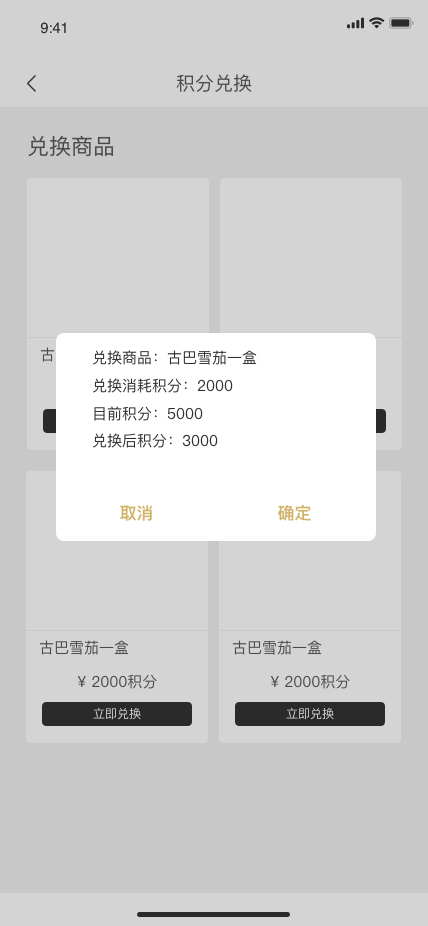 9:41
积分兑换
兑换商品
古
兑换商品：古巴雪茄一盒
兑换消耗积分：2000
目前积分：5000
兑换后积分：3000
取消
确定
古巴雪茄一盒
古巴雪茄一盒
¥ 2000积分
¥ 2000积分
立即兑换
立即兑换